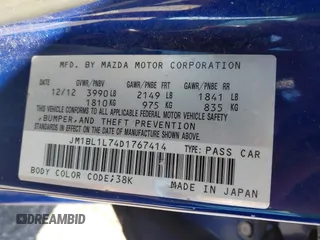 MFD. BY MAZDA MOTOR CORPORATION
GVWR/PNBV GAWR/PNBE FRT GAWR/PNBE RR
12/12 3990LB 2149 LB 1841 LB
1810KG 975 KG 835 KG
THIS VEHICLE CONFORMS TO ALL APPLICABLE FEDERAL MOTOR VEHICLE SAFETY
,BUMPER,AND THEFT PREVENTION STANDARDS IN EFFECT ON THE DATE OF MANUFACTURE SHOWN ABOVE.
JM1BL1L74D1767414 TYPE:PASS CAR
BODY COLOR CODE;38K
MADE IN JAPAN
DREAMBID